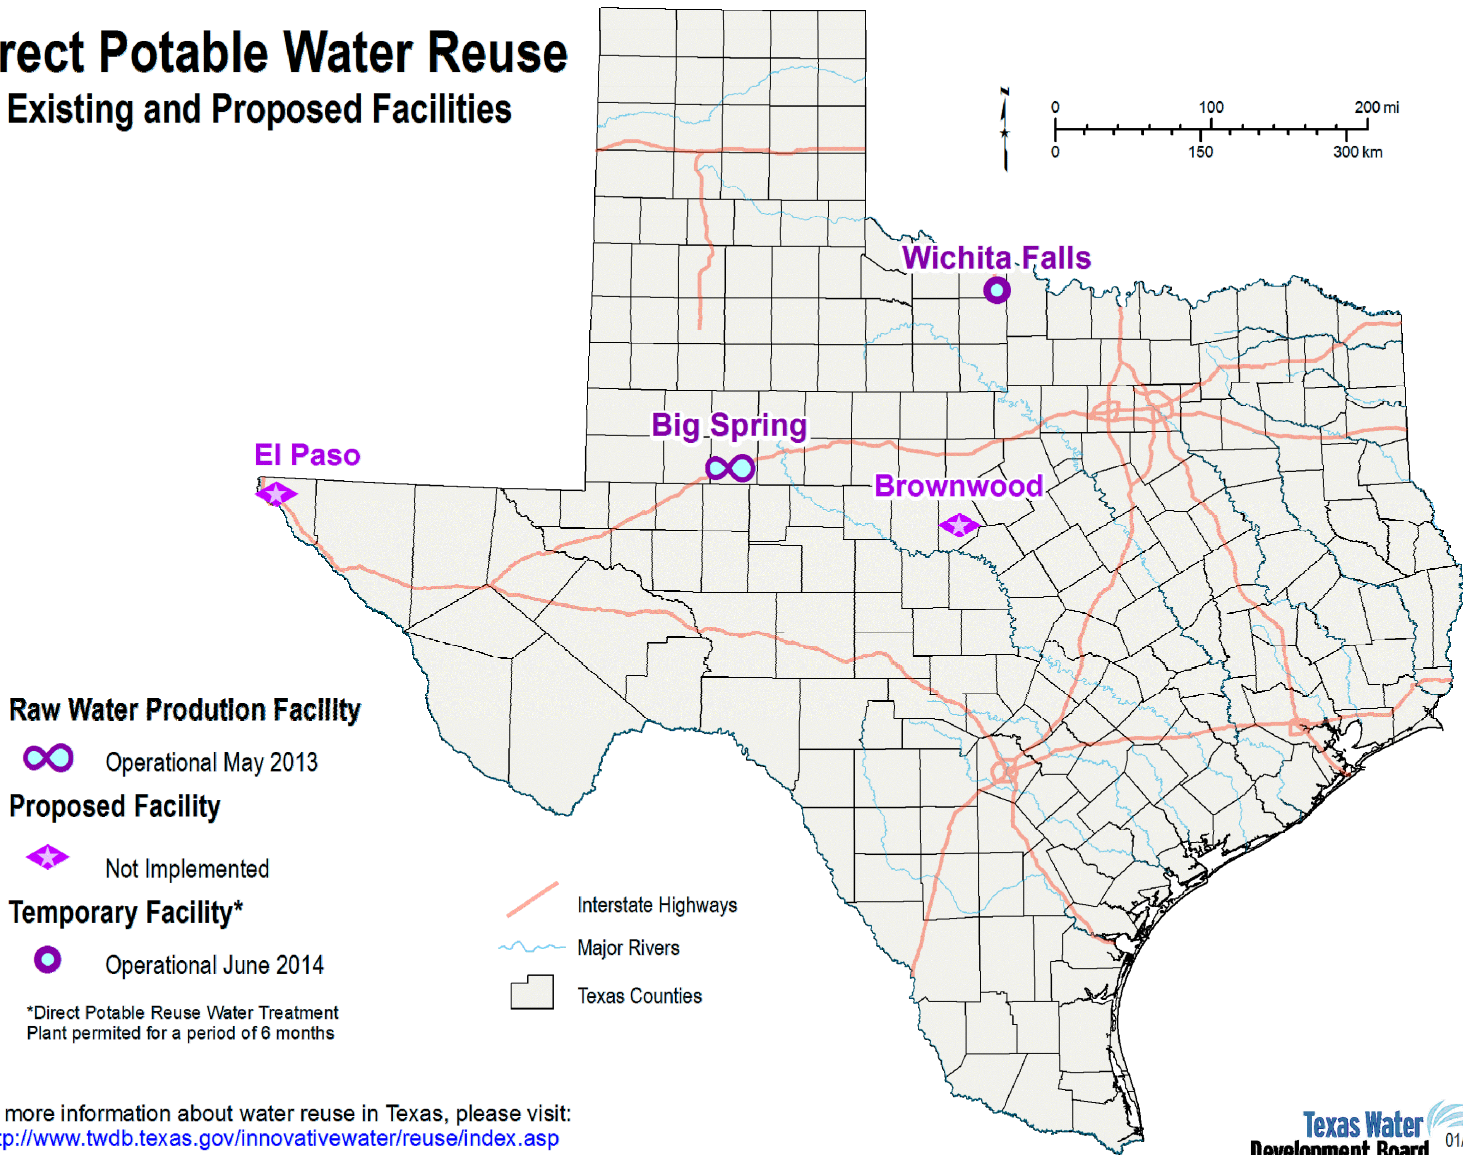 rect Potable Water Reuse
Existing and Proposed Facilities
N
0 100 200 mi
0 150 300 km
Wichita Falls
Big Spring
El Paso
Brownwood
Raw Water Prodution Facility
Operational May 2013
Proposed Facility
Not Implemented
Temporary Facility*
Operational June 2014
*Direct Potable Reuse Water Treatment
Plant permited for a period of 6 months
Interstate Highways
Major Rivers
Texas Counties
more information about water reuse in Texas, please visit:
tp://www.twdb.texas.gov/innovativewater/reuse/index.asp
Texas Water
Development Board
01/